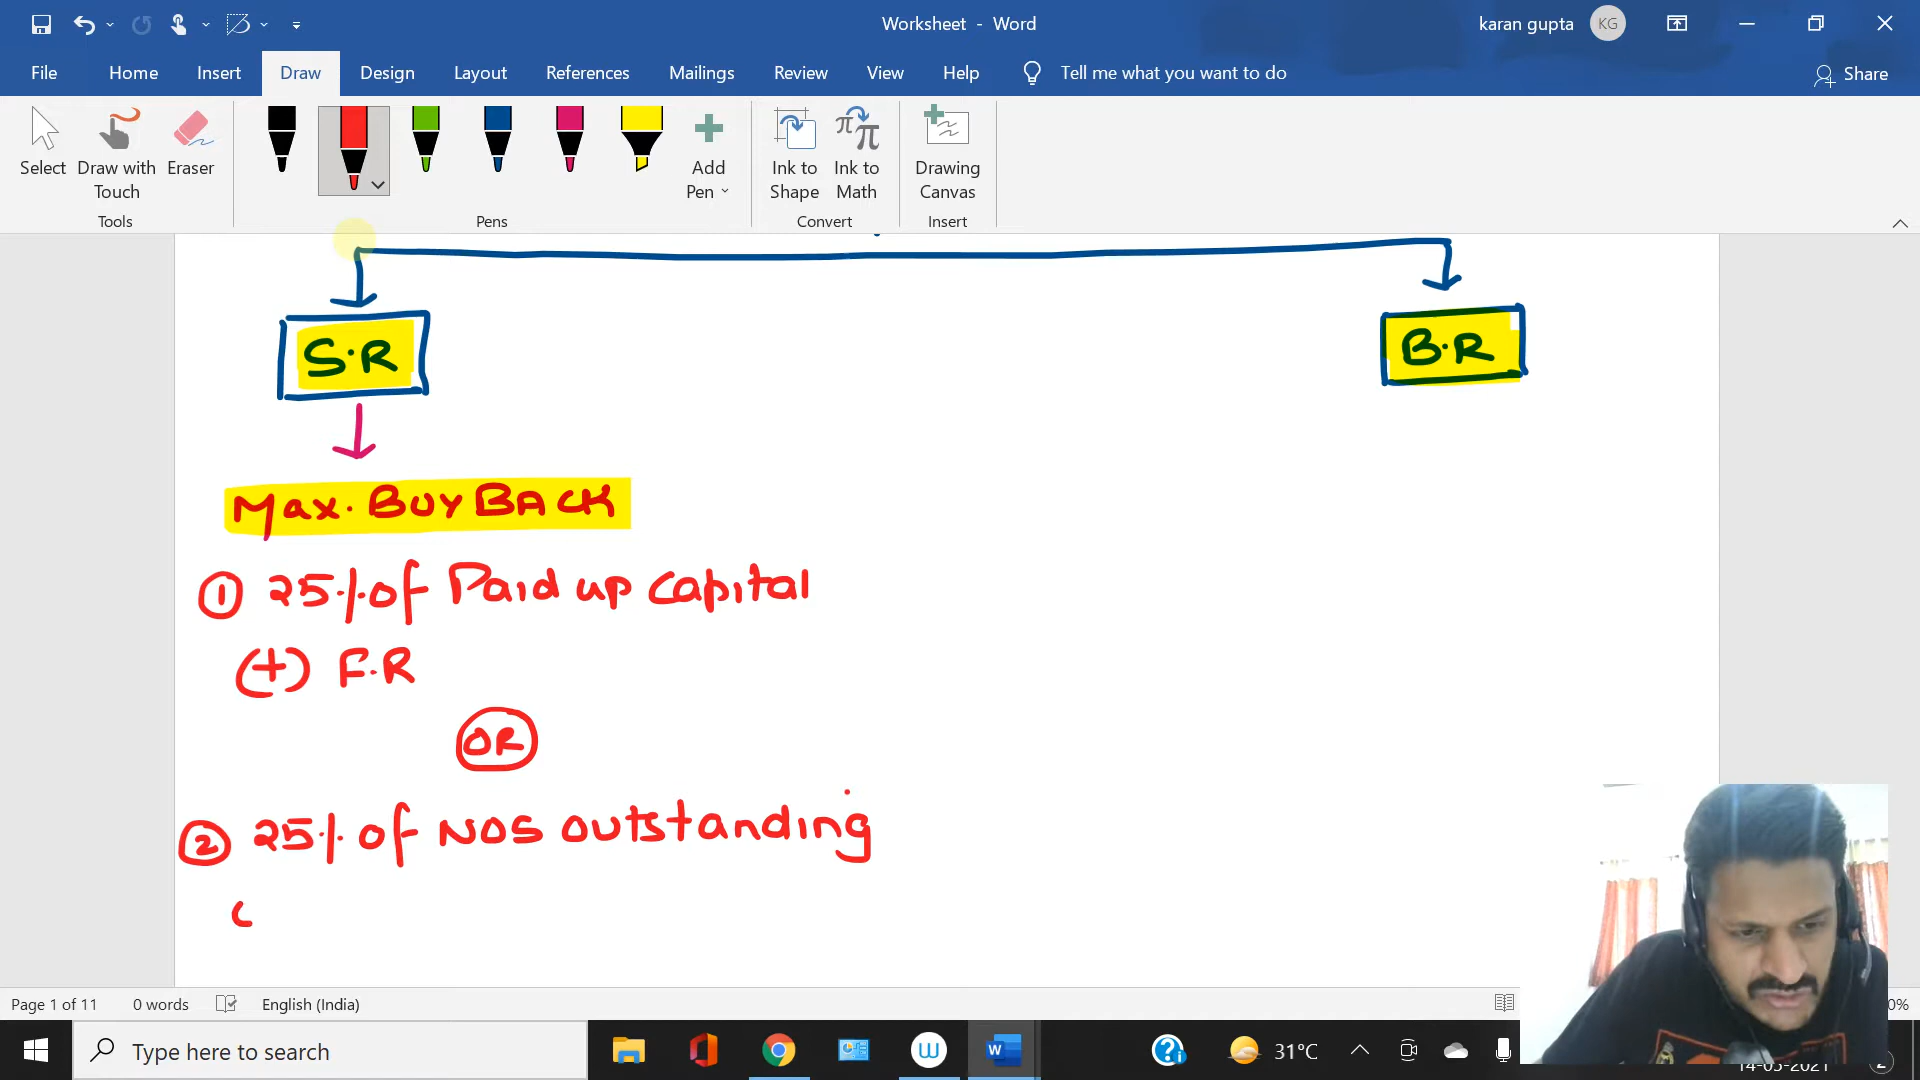 Worksheet - Word
karan gupta
KG
File Home Insert Draw Design Layout References Mailings Review View Help Tell me what you want to do
Share
Select
Draw with Touch
Eraser
Add Pen
Ink to Shape
Ink to Math
Drawing Canvas
Tools Pens Convert Insert
S.R
B.R
Max. BUY BACK
① 25% of Paid up capital
(+) F.R
OR
② 25% of NOS outstanding
Page 1 of 11 0 words English (India)
0%
Type here to search
31°C